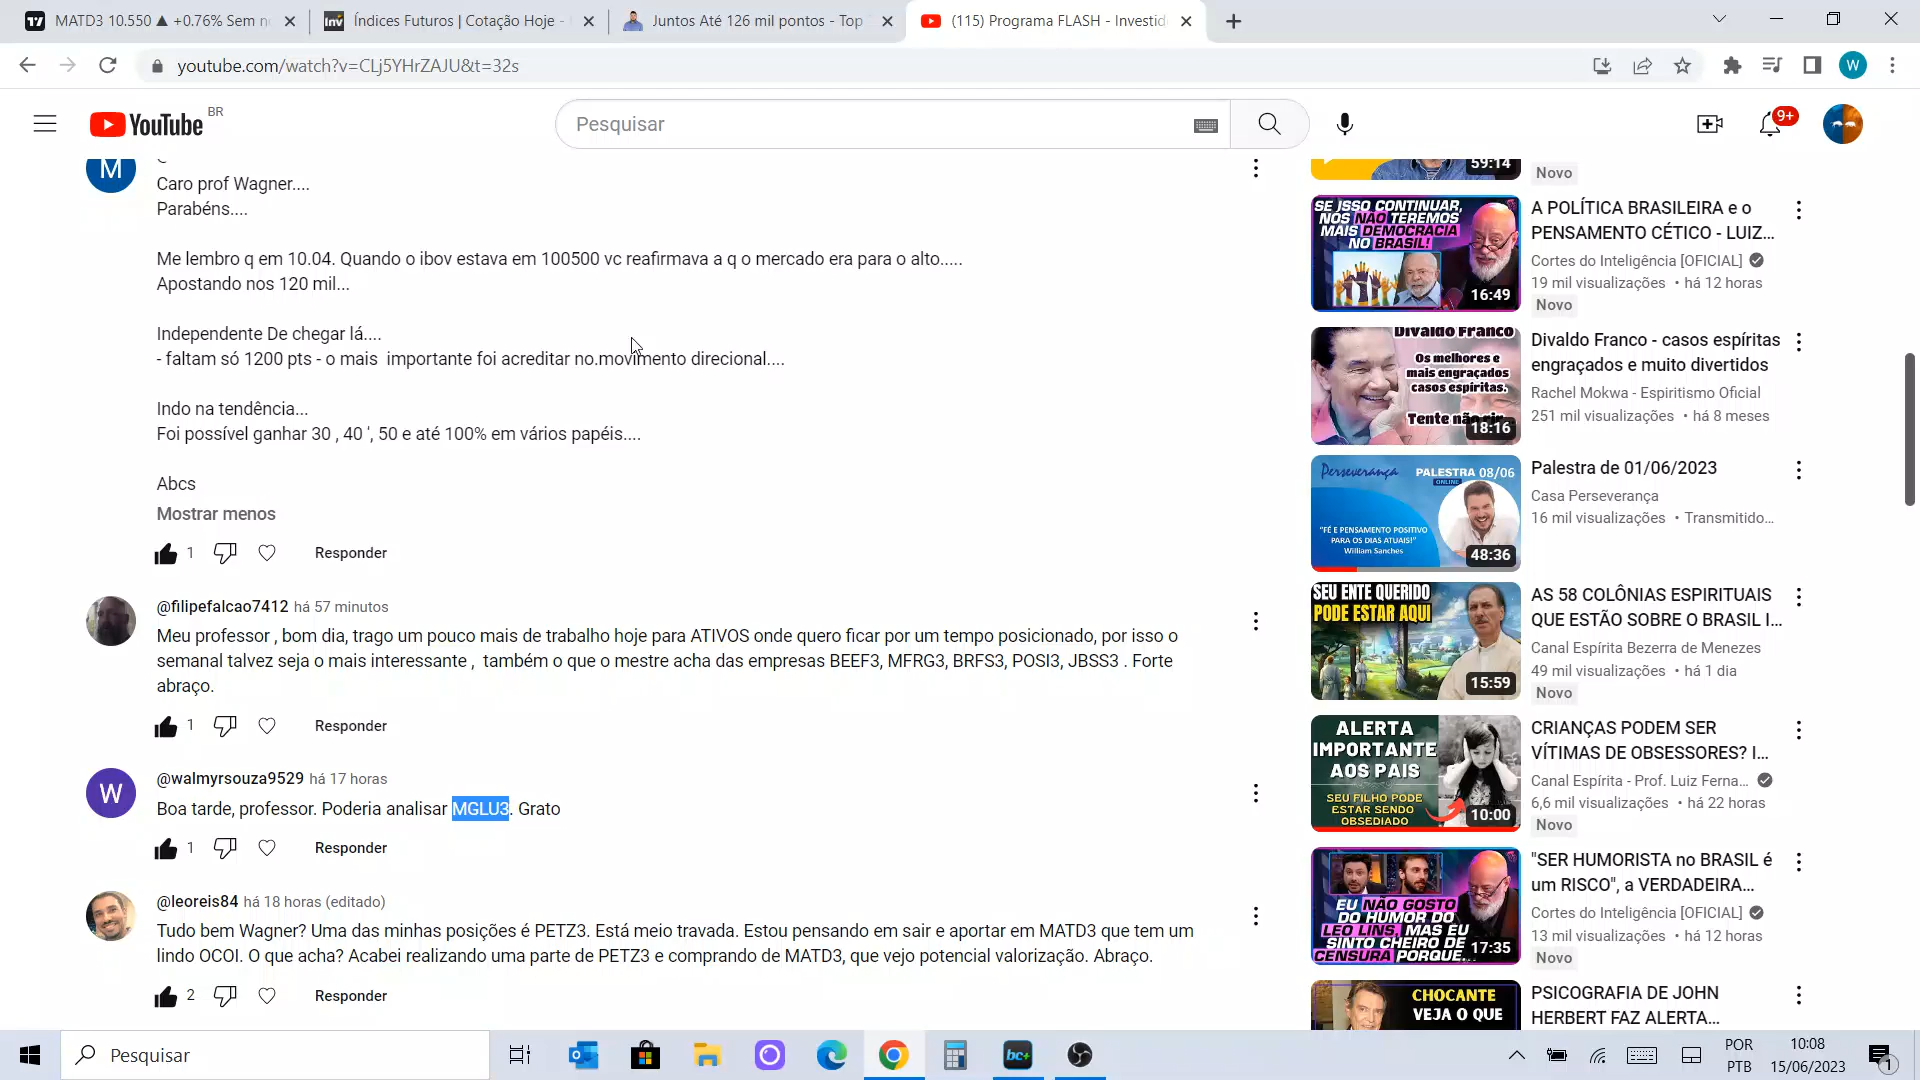 MATD3 10.550 ▲ +0.76% Sem n
Índices Futuros | Cotação Hoje -
Juntos Até 126 mil pontos - Top
(115) Programa FLASH - Investid
youtube.com/watch?v=CLj5YHrZAJU&t=32s
W
YouTube BR
Pesquisar
9+
M
Caro prof Wagner....
Parabéns....
Me lembro q em 10.04. Quando o ibov estava em 100500 vc reafirmava a q o mercado era para o alto.....
Apostando nos 120 mil...
Independente De chegar lá....
- faltam só 1200 pts - o mais importante foi acreditar no.movimento direcional....
Indo na tendência...
Foi possível ganhar 30 , 40 ', 50 e até 100% em vários papéis....
Abcs
Mostrar menos
1
Responder
@filipefalcao7412 há 57 minutos
Meu professor , bom dia, trago um pouco mais de trabalho hoje para ATIVOS onde quero ficar por um tempo posicionado, por isso o
semanal talvez seja o mais interessante , também o que o mestre acha das empresas BEEF3, MFRG3, BRFS3, POSI3, JBSS3 . Forte
abraço.
1
Responder
W
@walmyrsouza9529 há 17 horas
Boa tarde, professor. Poderia analisar MGLU3. Grato
1
Responder
@leoreis84 há 18 horas (editado)
Tudo bem Wagner? Uma das minhas posições é PETZ3. Está meio travada. Estou pensando em sair e aportar em MATD3 que tem um
lindo OCOI. O que acha? Acabei realizando uma parte de PETZ3 e comprando de MATD3, que vejo potencial valorização. Abraço.
2
Responder
59:14
Novo
SE ISSO CONTINUAR,
NÓS NÃO TEREMOS
MAIS DEMOCRACIA
NO BRASIL!
16:49
A POLÍTICA BRASILEIRA e o
PENSAMENTO CÉTICO - LUIZ...
Cortes do Inteligência [OFICIAL]
19 mil visualizações • há 12 horas
Novo
Divaldo Franco
Os melhores e
mais engraçados
casos espíritas.
Tente não rir
18:16
Divaldo Franco - casos espíritas
engraçados e muito divertidos
Rachel Mokwa - Espiritismo Oficial
251 mil visualizações • há 8 meses
Perseverança
PALESTRA 08/06
ONLINE
"FÉ E PENSAMENTO POSITIVO
PARA OS DIAS ATUAIS!"
William Sanches
48:36
Palestra de 01/06/2023
Casa Perseverança
16 mil visualizações • Transmitido...
SEU ENTE QUERIDO
PODE ESTAR AQUI
15:59
AS 58 COLÔNIAS ESPIRITUAIS
QUE ESTÃO SOBRE O BRASIL I...
Canal Espírita Bezerra de Menezes
49 mil visualizações • há 1 dia
Novo
ALERTA
IMPORTANTE
AOS PAIS
SEU FILHO PODE
ESTAR SENDO
OBSEDIADO
10:00
CRIANÇAS PODEM SER
VÍTIMAS DE OBSESSORES? I...
Canal Espírita - Prof. Luiz Ferna...
6,6 mil visualizações • há 22 horas
Novo
EU NÃO GOSTO
DO HUMOR DO
LEO LINS, MAS EU
SINTO CHEIRO DE
CENSURA PORQUE...
17:35
"SER HUMORISTA no BRASIL é
um RISCO", a VERDADEIRA...
Cortes do Inteligência [OFICIAL]
13 mil visualizações • há 12 horas
Novo
CHOCANTE
VEJA O QUE
PSICOGRAFIA DE JOHN
HERBERT FAZ ALERTA...
Pesquisar
bc+
POR
PTB
10:08
15/06/2023
1